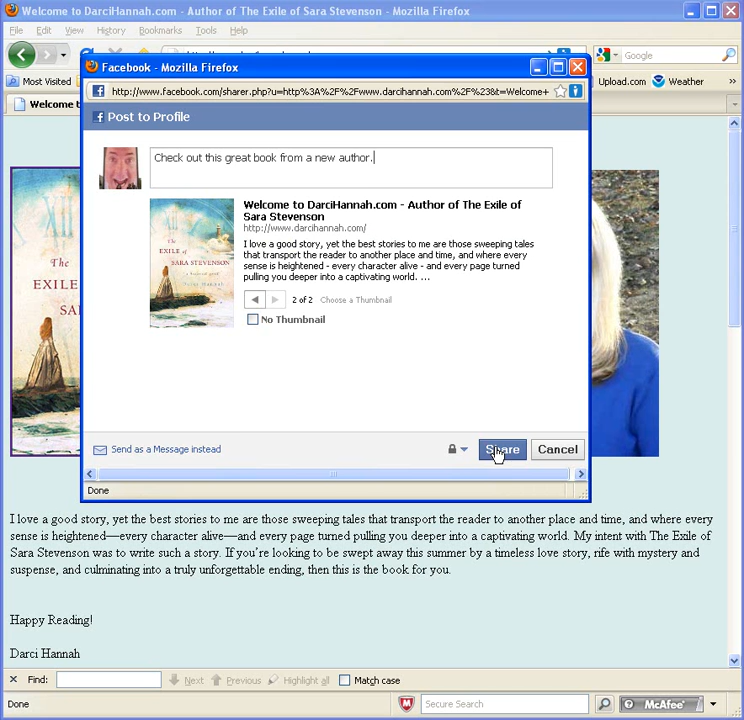 Welcome to DarciHannah.com - Author of The Exile of Sara Stevenson - Mozilla Firefox
File Edit View History Bookmarks Tools Help
Google
Most Visited
Upload.com Weather »
Welcome t
Facebook - Mozilla Firefox
http://www.facebook.com/sharer.php?u=http%3A%2F%2Fwww.darcihannah.com%2F%23&t=Welcome+
Post to Profile
Check out this great book from a new author.
Welcome to DarciHannah.com - Author of The Exile of
Sara Stevenson
http://www.darcihannah.com/
I love a good story, yet the best stories to me are those sweeping tales
that transport the reader to another place and time, and where every
sense is heightened - every character alive - and every page turned
pulling you deeper into a captivating world. ...
2 of 2 Choose a Thumbnail
No Thumbnail
The
EXILE of
SARA STEVENSON
The
EXILE
SARA S
Send as a Message instead
Share
Cancel
Done
I love a good story, yet the best stories to me are those sweeping tales that transport the reader to another place and time, and where every
sense is heightened—every character alive—and every page turned pulling you deeper into a captivating world. My intent with The Exile of
Sara Stevenson was to write such a story. If you're looking to be swept away this summer by a timeless love story, rife with mystery and
suspense, and culminating into a truly unforgettable ending, then this is the book for you.
Happy Reading!
Darci Hannah
Find: Next Previous Highlight all Match case
Done
Secure Search
McAfee